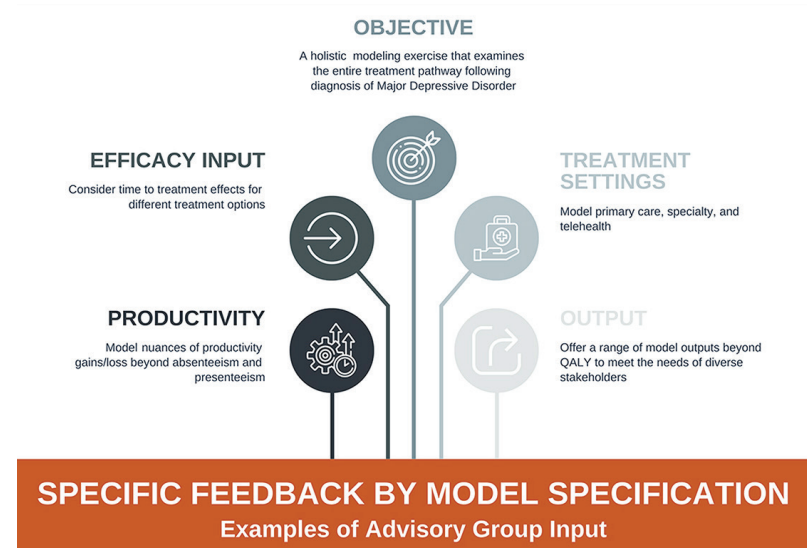 OBJECTIVE
A holistic modeling exercise that examines
the entire treatment pathway following
diagnosis of Major Depressive Disorder
EFFICACY INPUT
Consider time to treatment effects for
different treatment options
TREATMENT
SETTINGS
Model primary care, specialty, and
telehealth
PRODUCTIVITY
Model nuances of productivity
gains/loss beyond absenteeism and
presenteeism
OUTPUT
Offer a range of model outputs beyond
QALY to meet the needs of diverse
stakeholders
SPECIFIC FEEDBACK BY MODEL SPECIFICATION
Examples of Advisory Group Input